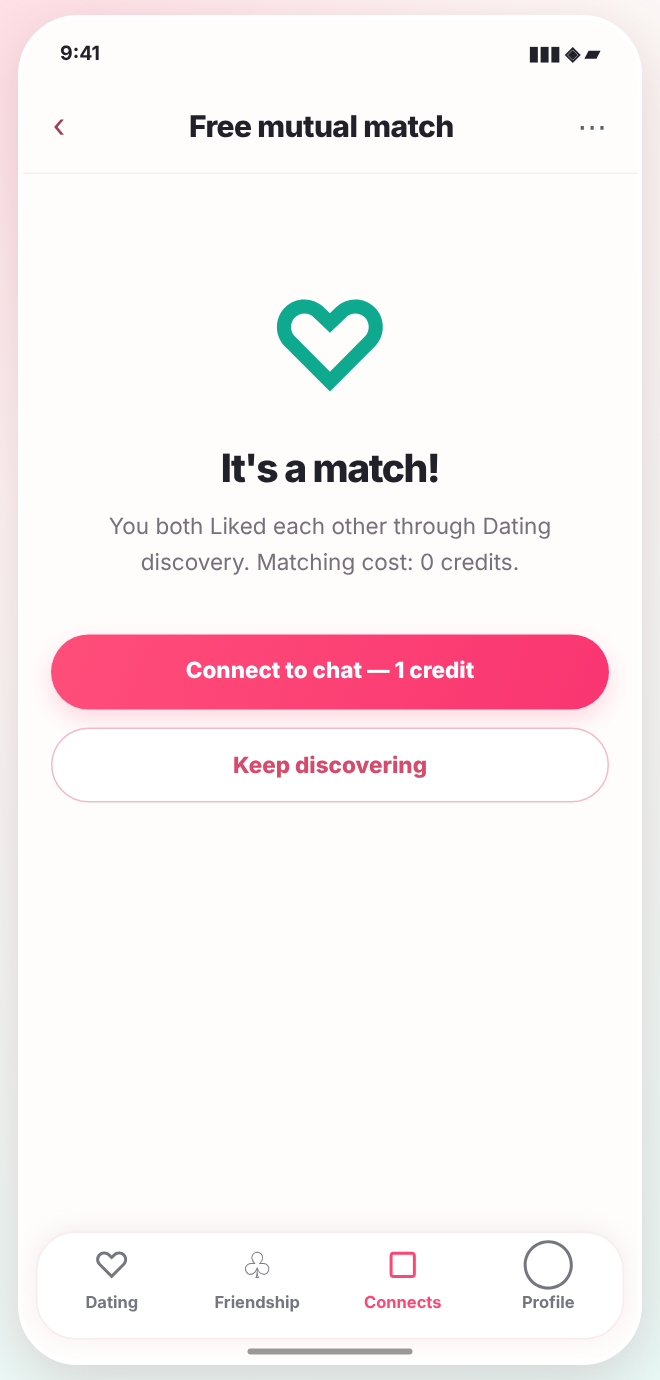 9:41
Free mutual match
It's a match!
You both Liked each other through Dating
discovery. Matching cost: 0 credits.
Connect to chat — 1 credit
Keep discovering
Dating
Friendship
Connects
Profile